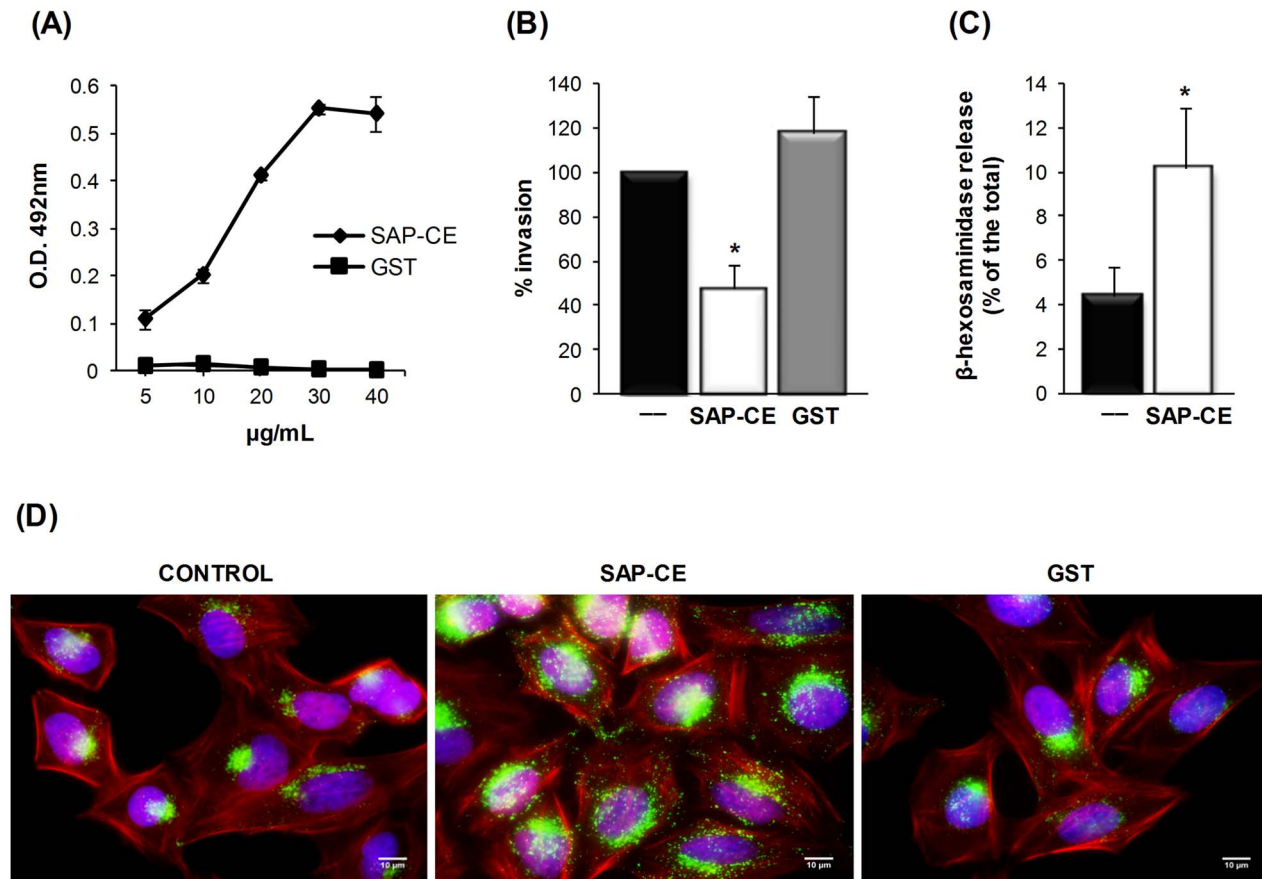 (A)
O.D. 492nm
0.6
0.5
0.4
0.3
0.2
0.1
0
SAP-CE
GST
5 10 20 30 40
µg/mL
(B)
% invasion
140
120
100
80
60
40
20
0
*
— SAP-CE GST
(C)
β-hexosaminidase release
(% of the total)
14
12
10
8
6
4
2
0
*
— SAP-CE
(D)
CONTROL
SAP-CE
GST
10 µm
10 µm
10 µm